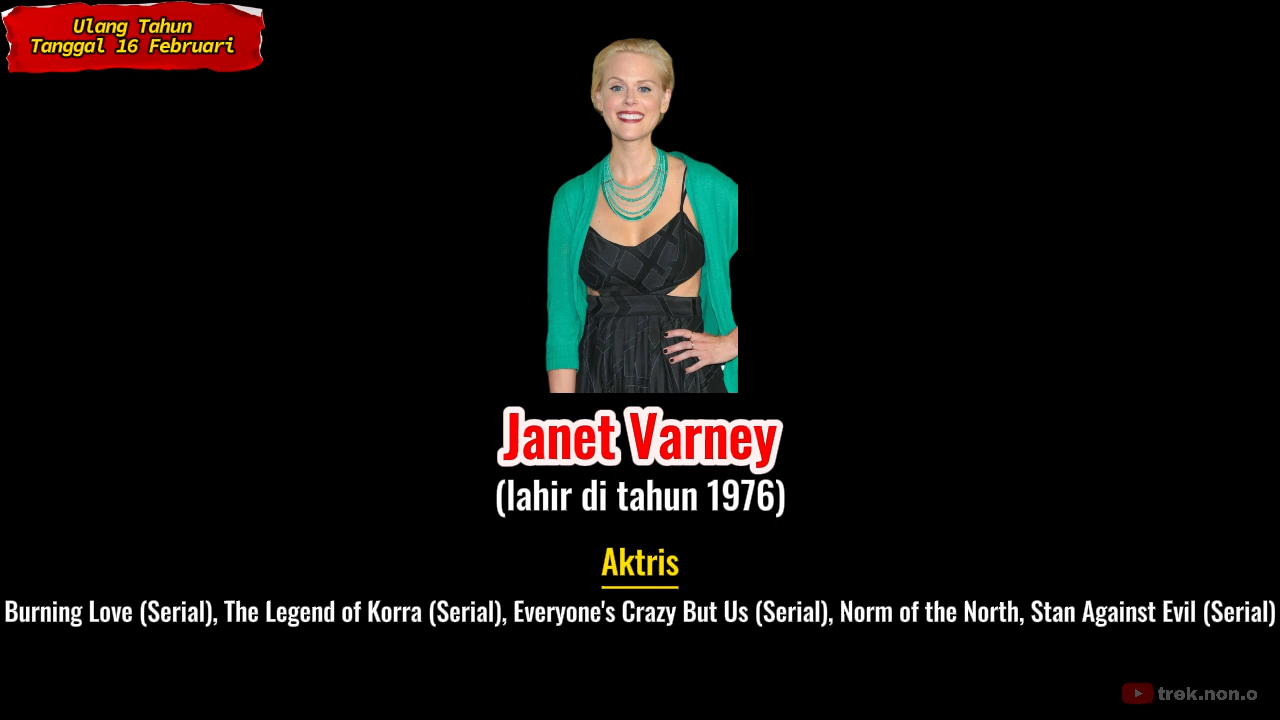 Ulang Tahun
Tanggal 16 Februari
Janet Varney
(lahir di tahun 1976)
Aktris
Burning Love (Serial), The Legend of Korra (Serial), Everyone's Crazy But Us (Serial), Norm of the North, Stan Against Evil (Serial)
trek.non.o